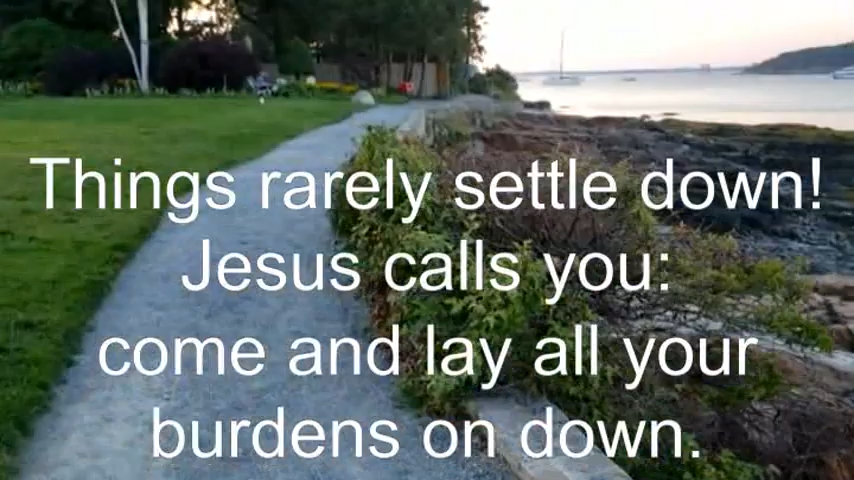 Things rarely settle down!
Jesus calls you:
come and lay all your
burdens on down.